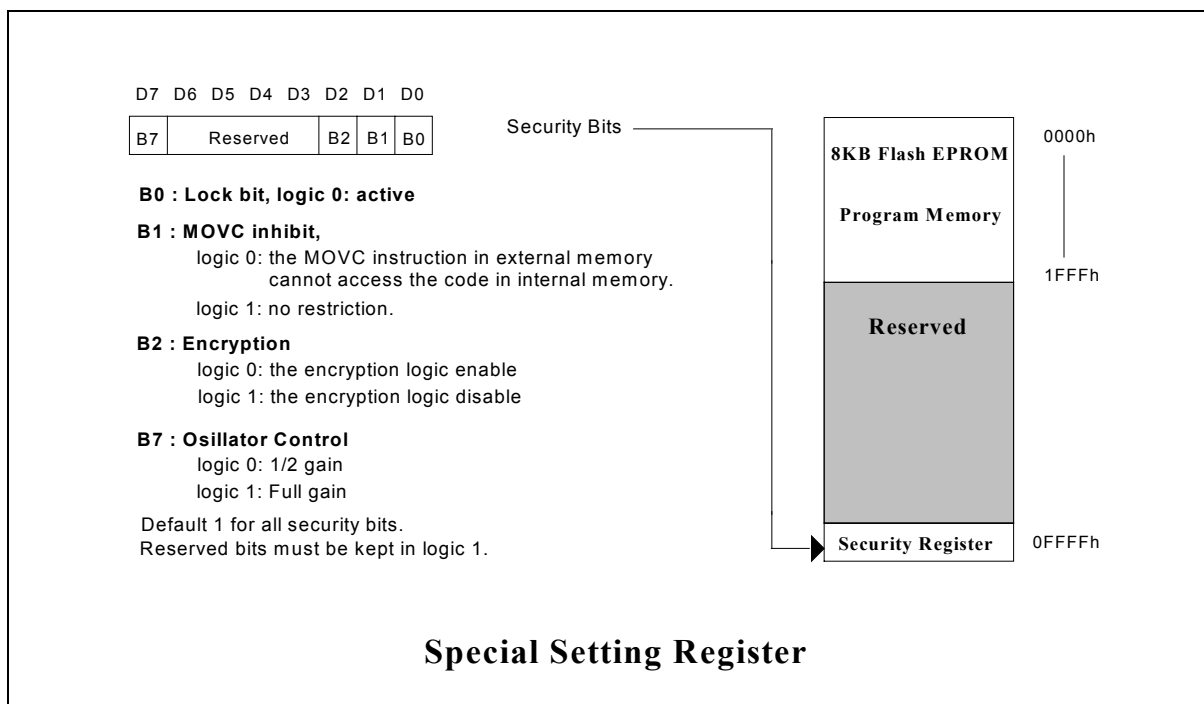 D7 D6 D5 D4 D3 D2 D1 D0
B7 Reserved B2 B1 B0
B0 : Lock bit, logic 0: active
B1 : MOVC inhibit,
logic 0: the MOVC instruction in external memory
cannot access the code in internal memory.
logic 1: no restriction.
B2 : Encryption
logic 0: the encryption logic enable
logic 1: the encryption logic disable
B7 : Osillator Control
logic 0: 1/2 gain
logic 1: Full gain
Default 1 for all security bits.
Reserved bits must be kept in logic 1.
Security Bits
8KB Flash EPROM
Program Memory
0000h
1FFFh
Reserved
Security Register
0FFFFh
Special Setting Register